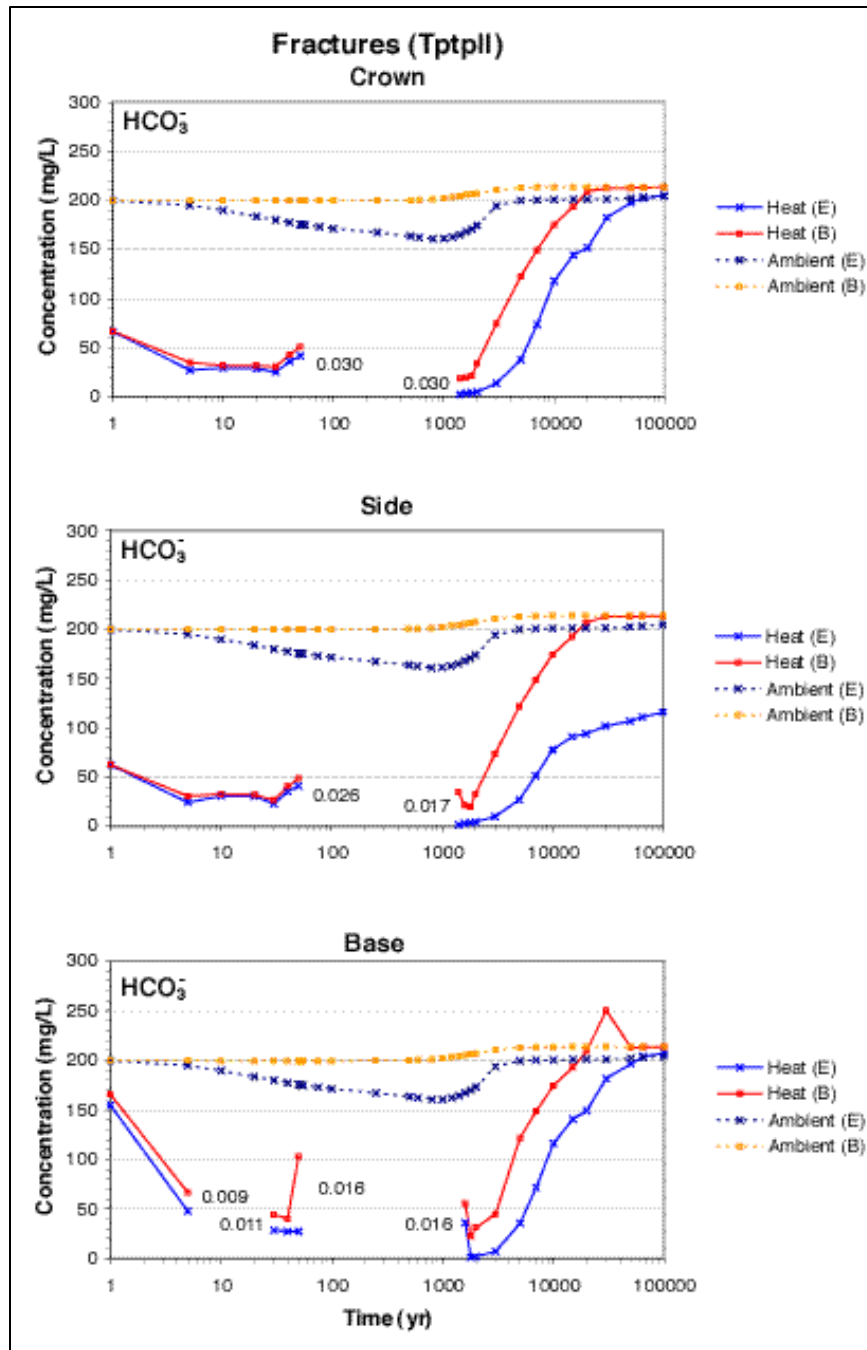 Fractures (Tptpll)
Crown
HCO₃⁻
Concentration (mg/L)
300
250
200
150
100
50
0
0.030
0.030
1 10 100 1000 10000 100000
Heat (E)
Heat (B)
Ambient (E)
Ambient (B)
Side
HCO₃⁻
Concentration (mg/L)
300
250
200
150
100
50
0
0.026
0.017
1 10 100 1000 10000 100000
Heat (E)
Heat (B)
Ambient (E)
Ambient (B)
Base
HCO₃⁻
Concentration (mg/L)
300
250
200
150
100
50
0
0.009
0.011
0.016
0.016
1 10 100 1000 10000 100000
Time (yr)
Heat (E)
Heat (B)
Ambient (E)
Ambient (B)